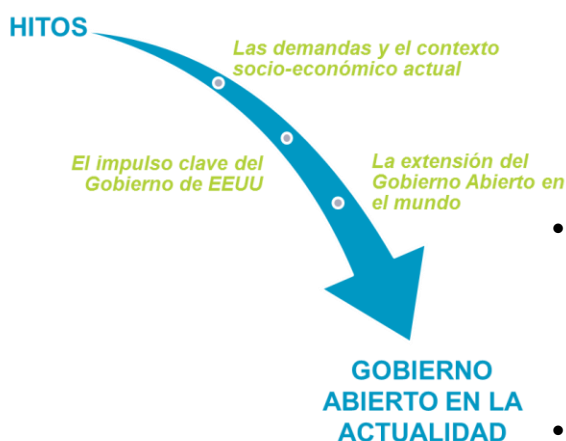 HITOS
Las demandas y el contexto
socio-económico actual
El impulso clave del
Gobierno de EEUU
La extensión del
Gobierno Abierto en
el mundo
•
GOBIERNO
ABIERTO EN LA
ACTUALIDAD
•